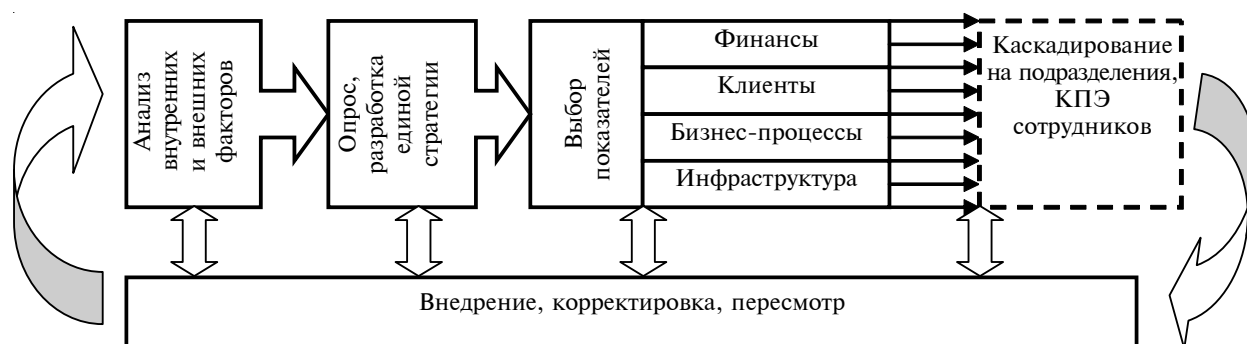 Анализ
внутренних
и внешних
факторов
Опрос,
разработка
единой
стратегии
Выбор
показателей
Финансы
Клиенты
Бизнес-процессы
Инфраструктура
Каскадирование
на подразделения,
КПЭ
сотрудников
Внедрение, корректировка, пересмотр